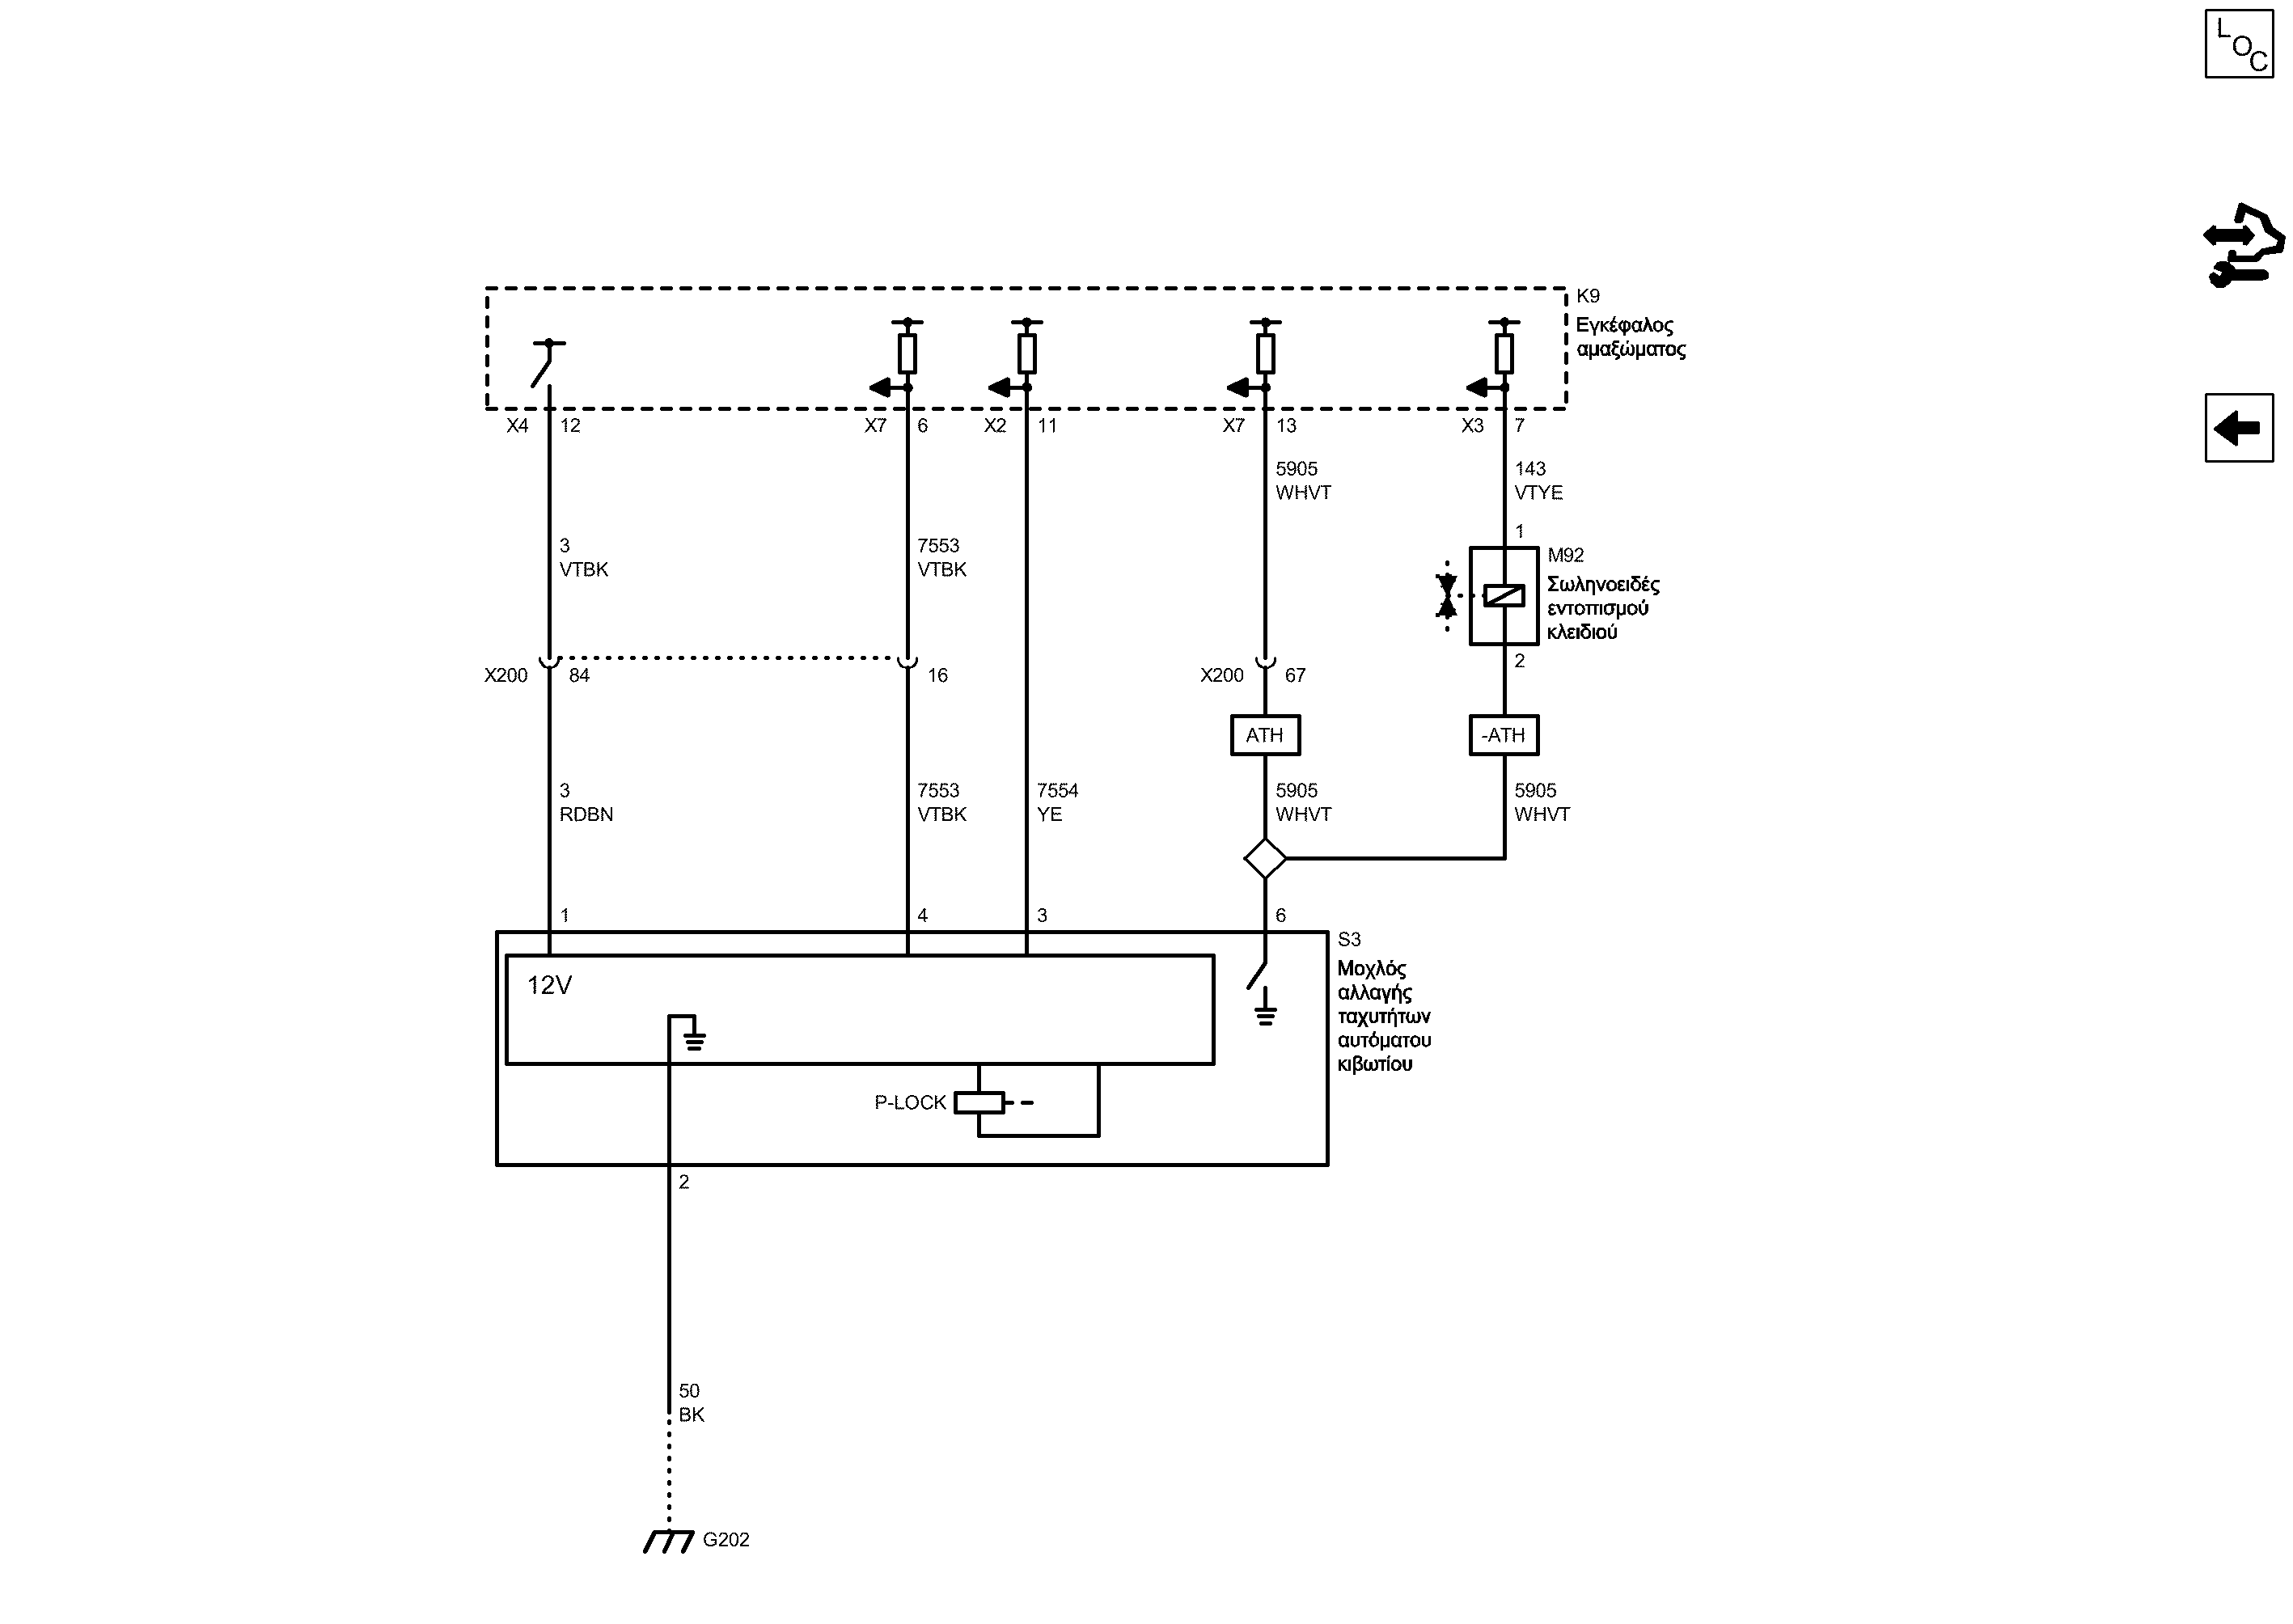 L
O
C
K9
Εγκέφαλος
αμαξώματος
X4 12
X7 6
X2 11
X7 13
X3 7
5905
WHVT
143
VTYE
1
3
VTBK
7553
VTBK
M92
Σωληνοειδές
εντοπισμού
κλειδιού
2
X200 84
16
X200 67
ATH
-ATH
3
RDBN
7553
VTBK
7554
YE
5905
WHVT
5905
WHVT
1
4
3
6
S3
Μοχλός
αλλαγής
ταχυτήτων
αυτόματου
κιβωτίου
12V
P-LOCK
2
50
BK
G202